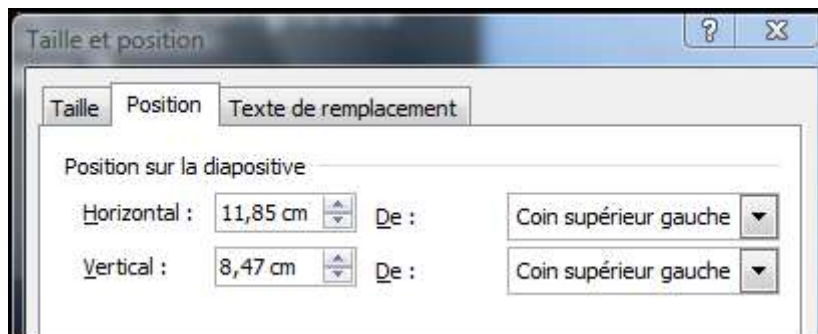 Taille et position
Taille Position Texte de remplacement
Position sur la diapositive
Horizontal : 11,85 cm De : Coin supérieur gauche
Vertical : 8,47 cm De : Coin supérieur gauche